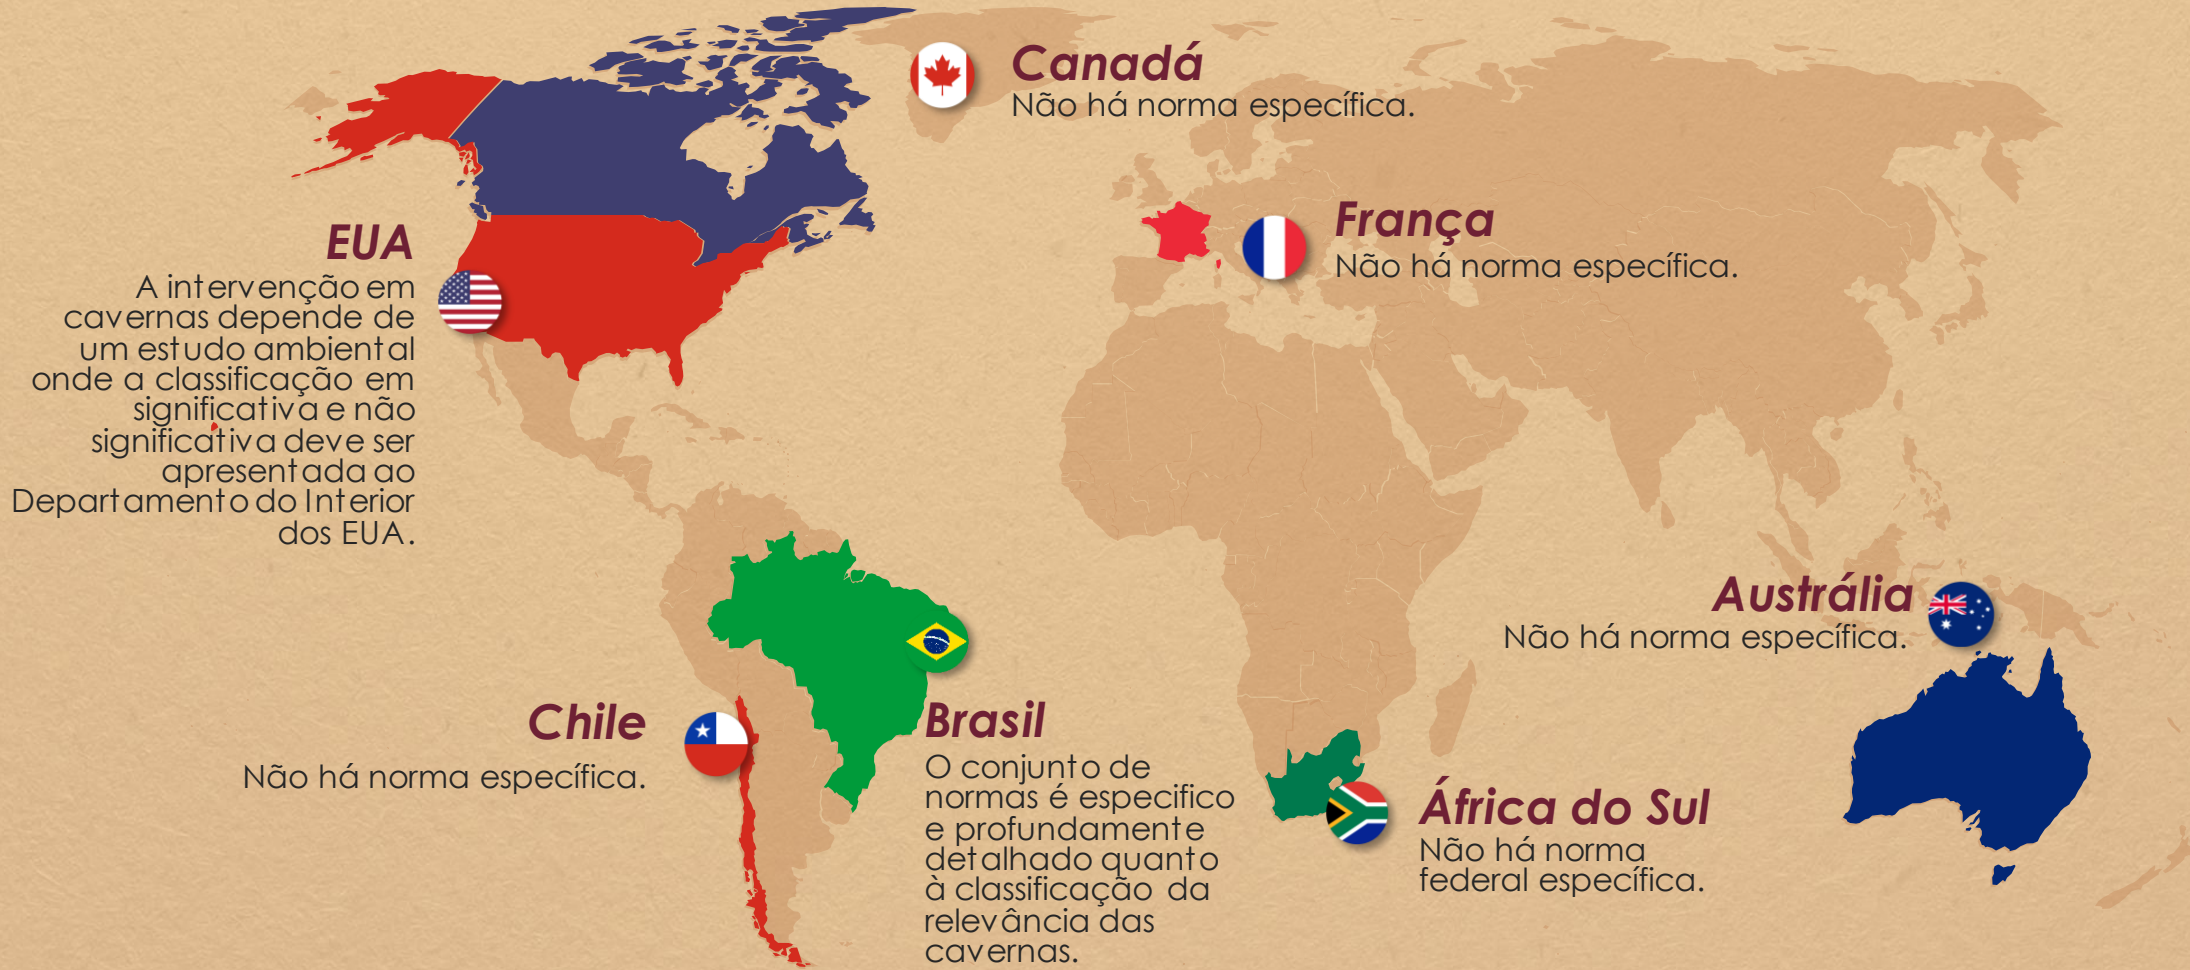 Canadá
Não há norma específica.
França
Não há norma específica.
EUA
A intervenção em
cavernas depende de
um estudo ambiental
onde a classificação em
significativa e não
significativa deve ser
apresentada ao
Departamento do Interior
dos EUA.
Austrália
Não há norma específica.
Chile
Não há norma específica.
Brasil
O conjunto de
normas é especifico
e profundamente
detalhado quanto
à classificação da
relevância das
cavernas.
África do Sul
Não há norma
federal específica.